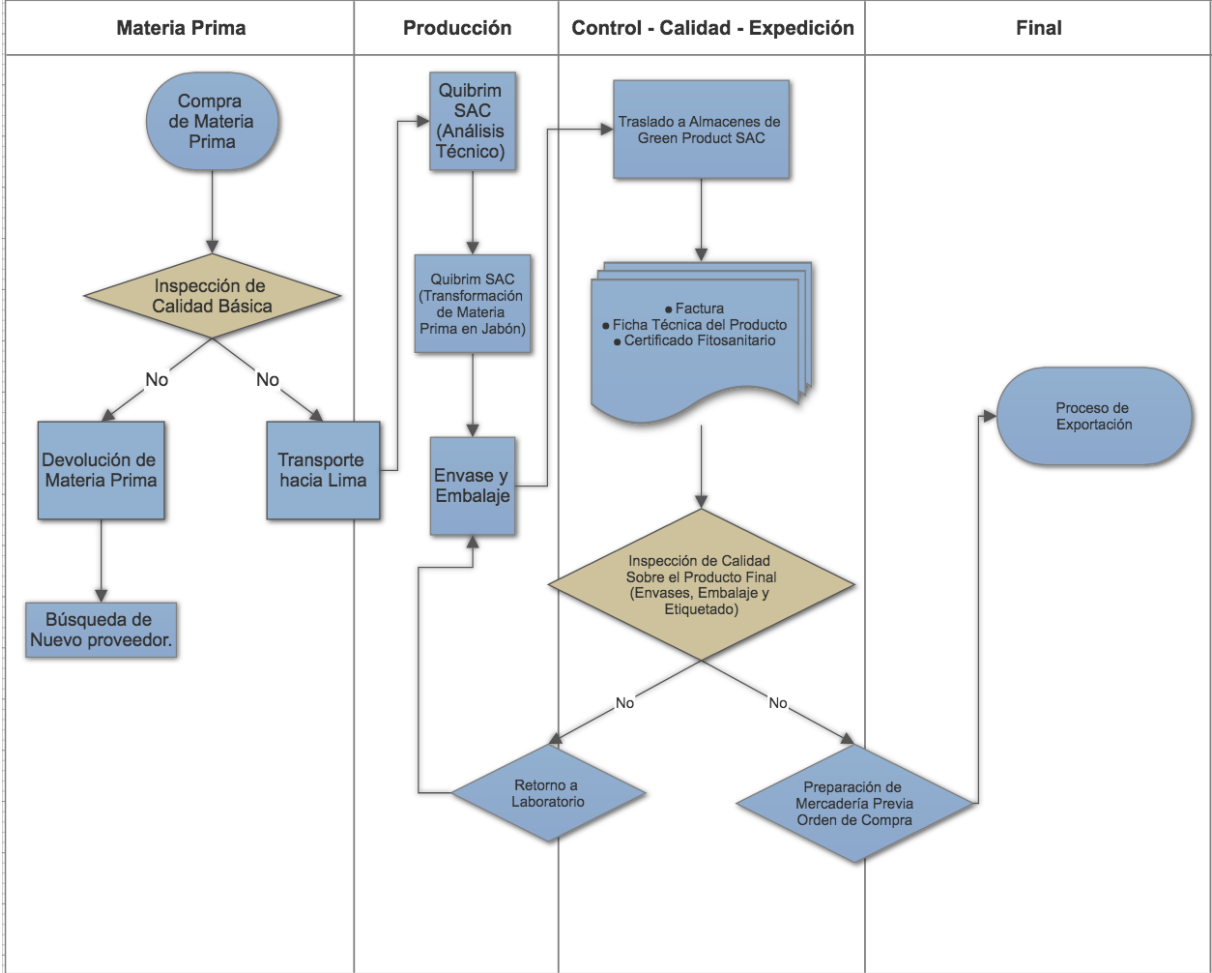 Materia Prima
Producción
Control - Calidad - Expedición
Final
Compra
de Materia
Prima
Inspección de
Calidad Básica
No
No
Devolución de
Materia Prima
Transporte
hacia Lima
Búsqueda de
Nuevo proveedor.
Quibrim
SAC
(Análisis
Técnico)
Quibrim SAC
(Transformación
de Materia
Prima en Jabón)
Envase y
Embalaje
Traslado a Almacenes de
Green Product SAC
● Factura
● Ficha Técnica del Producto
● Certificado Fitosanitario
Inspección de Calidad
Sobre el Producto Final
(Envases, Embalaje y
Etiquetado)
No
No
Retorno a
Laboratorio
Preparación de
Mercadería Previa
Orden de Compra
Proceso de
Exportación